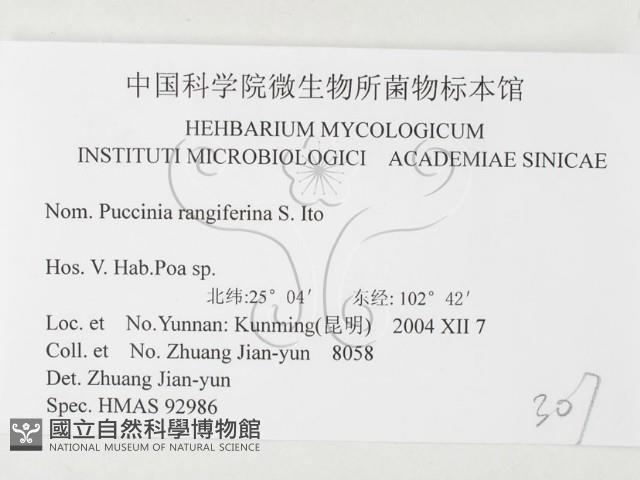 中国科学院微生物所菌物标本馆
HEHBARIUM MYCOLOGICUM
INSTITUTI MICROBIOLOGICI ACADEMIAE SINICAE
Nom. Puccinia rangiferina S. Ito
Hos. V. Hab.Poa sp.
北纬:25° 04′ 东经: 102° 42′
Loc. et No.Yunnan: Kunming(昆明) 2004 XII 7
Coll. et No. Zhuang Jian-yun 8058
Det. Zhuang Jian-yun
Spec. HMAS 92986
國立自然科學博物館
NATIONAL MUSEUM OF NATURAL SCIENCE